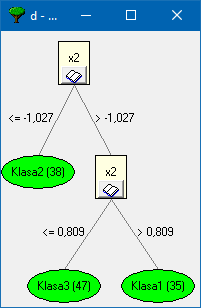 d - ...
x2
<= -1,027
> -1,027
Klasa2 (38)
x2
<= 0,809
> 0,809
Klasa3 (47)
Klasa1 (35)